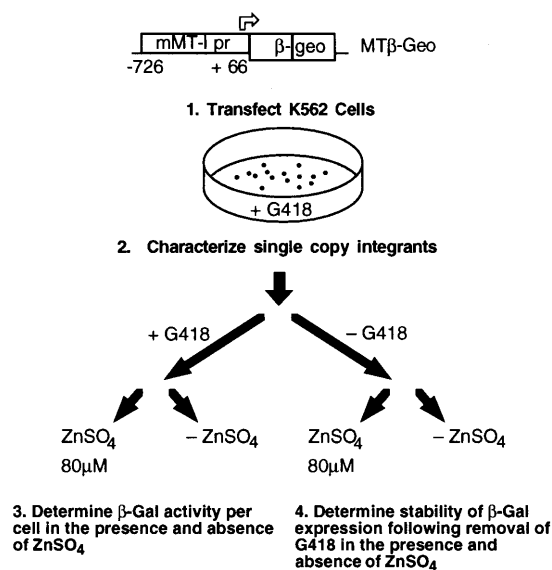 mMT-I pr β-geo MTβ-Geo
-726 + 66
1. Transfect K562 Cells
+ G418
2. Characterize single copy integrants
+ G418 – G418
ZnSO₄ – ZnSO₄ ZnSO₄ – ZnSO₄
80μM 80μM
3. Determine β-Gal activity per
cell in the presence and absence
of ZnSO₄
4. Determine stability of β-Gal
expression following removal of
G418 in the presence and
absence of ZnSO₄